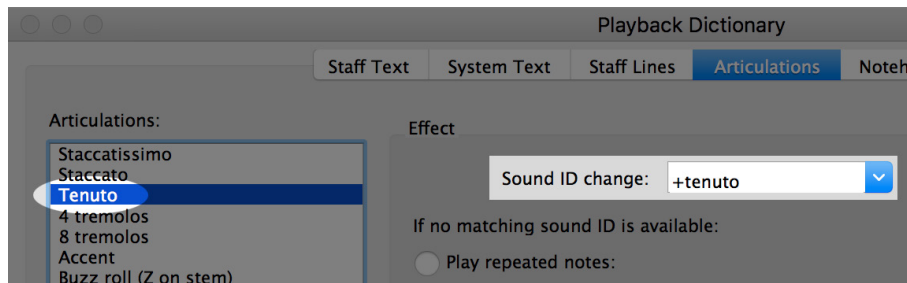 Playback Dictionary
Staff Text System Text Staff Lines Articulations Noteh
Articulations:
Effect
Staccatissimo
Staccato
Tenuto
4 tremolos
8 tremolos
Accent
Buzz roll (Z on stem)
Sound ID change: +tenuto
If no matching sound ID is available:
Play repeated notes: